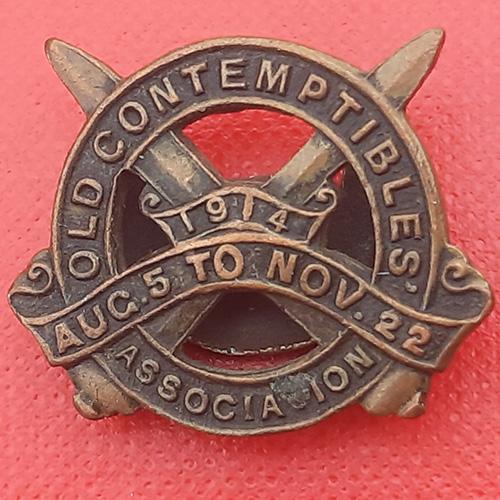 OLD CONTEMPTIBLES'
1914
AUG. 5 TO NOV. 22
ASSOCIATION